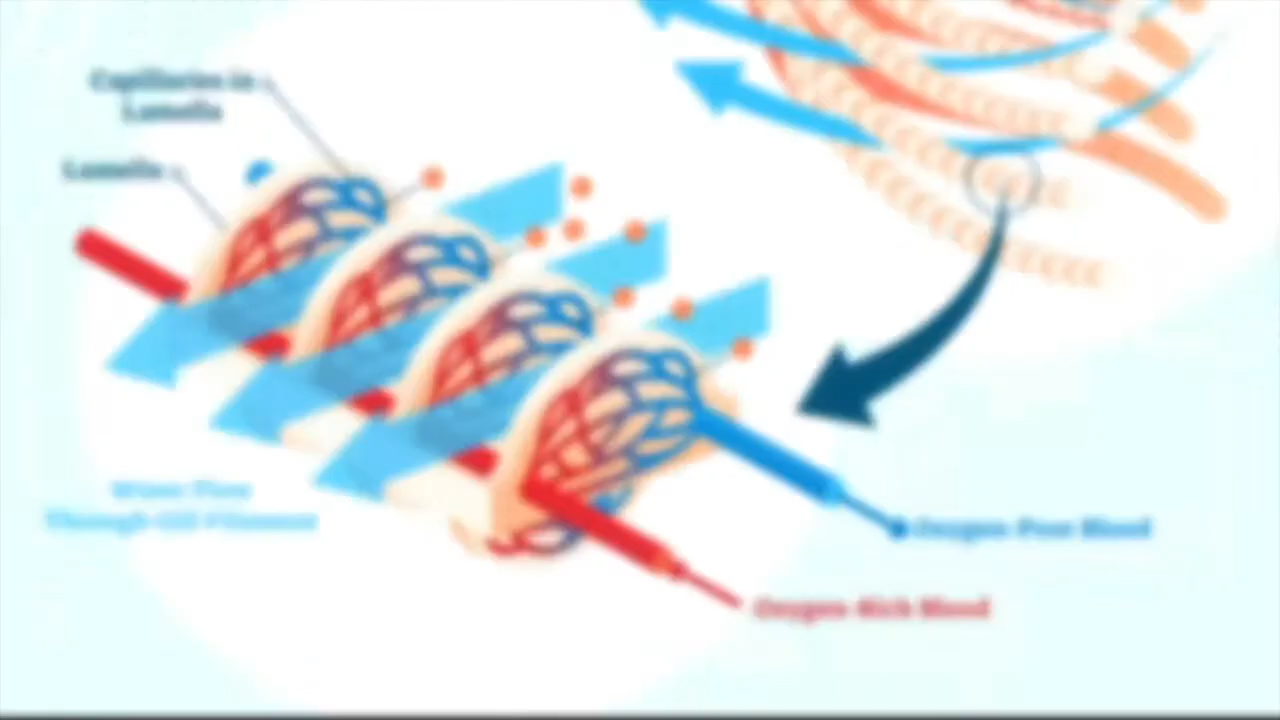 Capillaries in
Lamella
Lamella
Water Flow
Through Gill Filament
Oxygen-Poor Blood
Oxygen-Rich Blood